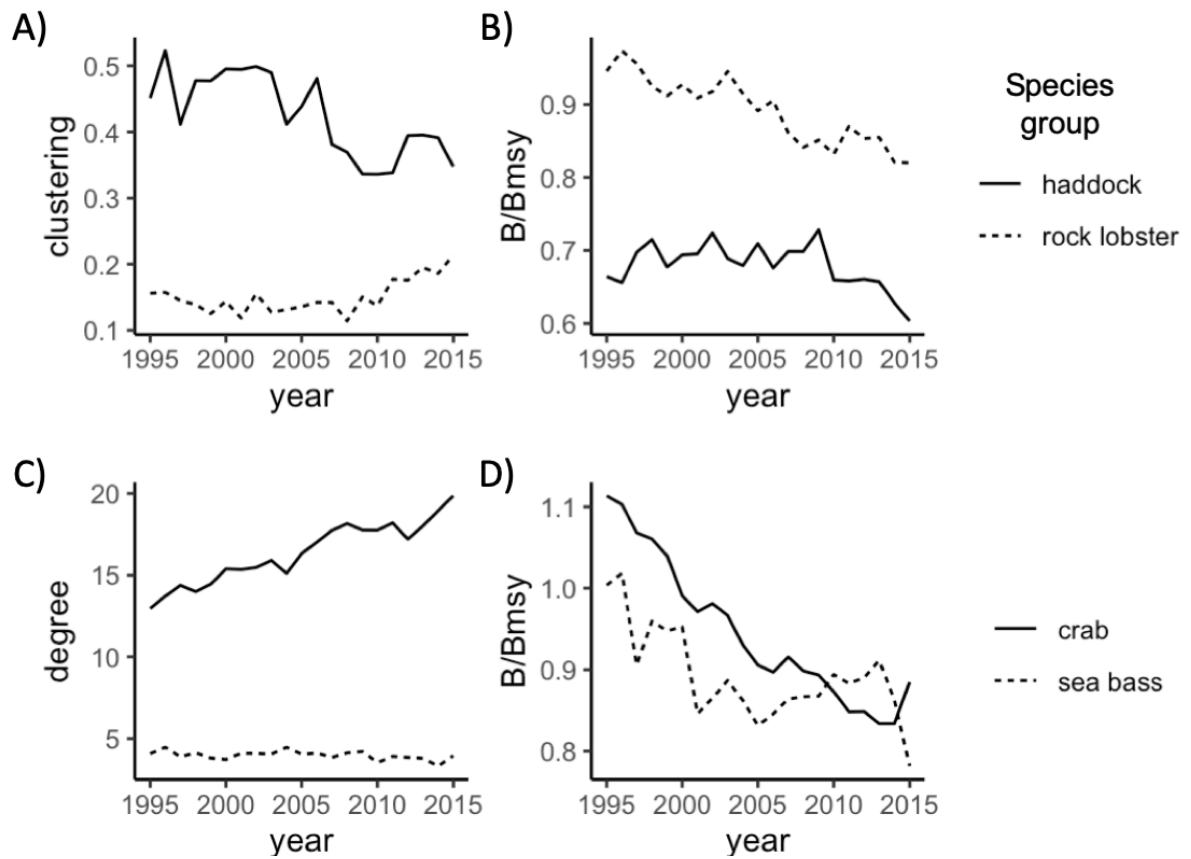 A)
clustering
0.5
0.4
0.3
0.2
0.1
1995 2000 2005 2010 2015
year
B)
B/Bmsy
0.9
0.8
0.7
0.6
1995 2000 2005 2010 2015
year
Species
group
haddock
rock lobster
C)
degree
20
15
10
5
1995 2000 2005 2010 2015
year
D)
B/Bmsy
1.1
1.0
0.9
0.8
1995 2000 2005 2010 2015
year
crab
sea bass